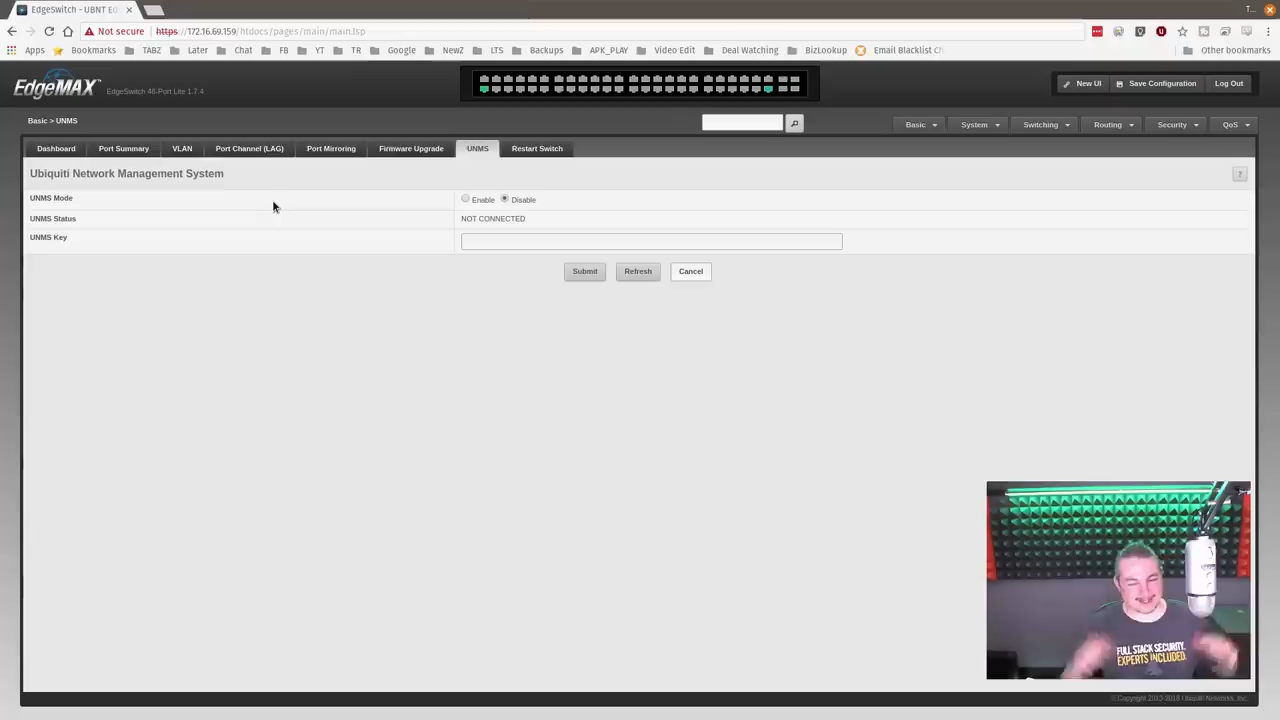 EdgeSwitch - UBNT Ed
T...
Not secure
https://172.16.69.159/htdocs/pages/main/main.lsp
Apps
Bookmarks
TABZ
Later
Chat
FB
YT
TR
Google
NewZ
LTS
Backups
APK_PLAY
Video Edit
Deal Watching
BizLookup
Email Blacklist Ch
Other bookmarks
EdgeMAX™
EdgeSwitch 48-Port Lite 1.7.4
New UI
Save Configuration
Log Out
Basic > UNMS
Basic
System
Switching
Routing
Security
QoS
Dashboard
Port Summary
VLAN
Port Channel (LAG)
Port Mirroring
Firmware Upgrade
UNMS
Restart Switch
Ubiquiti Network Management System
?
UNMS Mode
Enable
Disable
UNMS Status
NOT CONNECTED
UNMS Key
Submit
Refresh
Cancel
FULL STACK SECURITY.
EXPERTS INCLUDED.
© Copyright 2012-2018 Ubiquiti Networks, Inc.